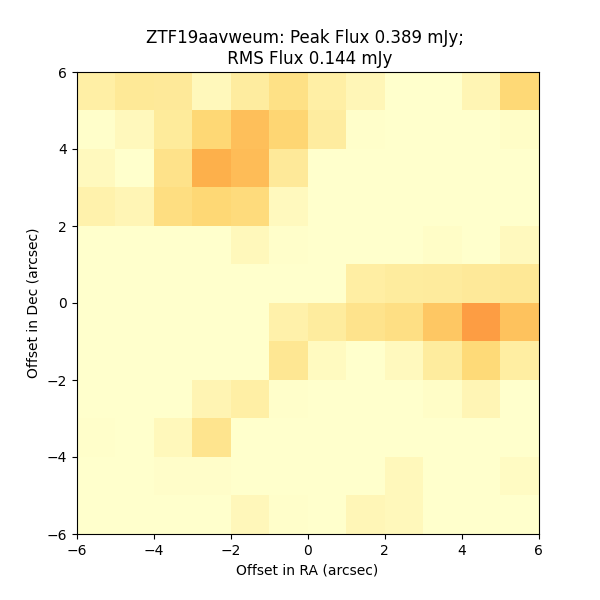 ZTF19aavweum: Peak Flux 0.389 mJy;
RMS Flux 0.144 mJy
6
4
2
0
−2
−4
−6
Offset in Dec (arcsec)
−6 −4 −2 0 2 4 6
Offset in RA (arcsec)